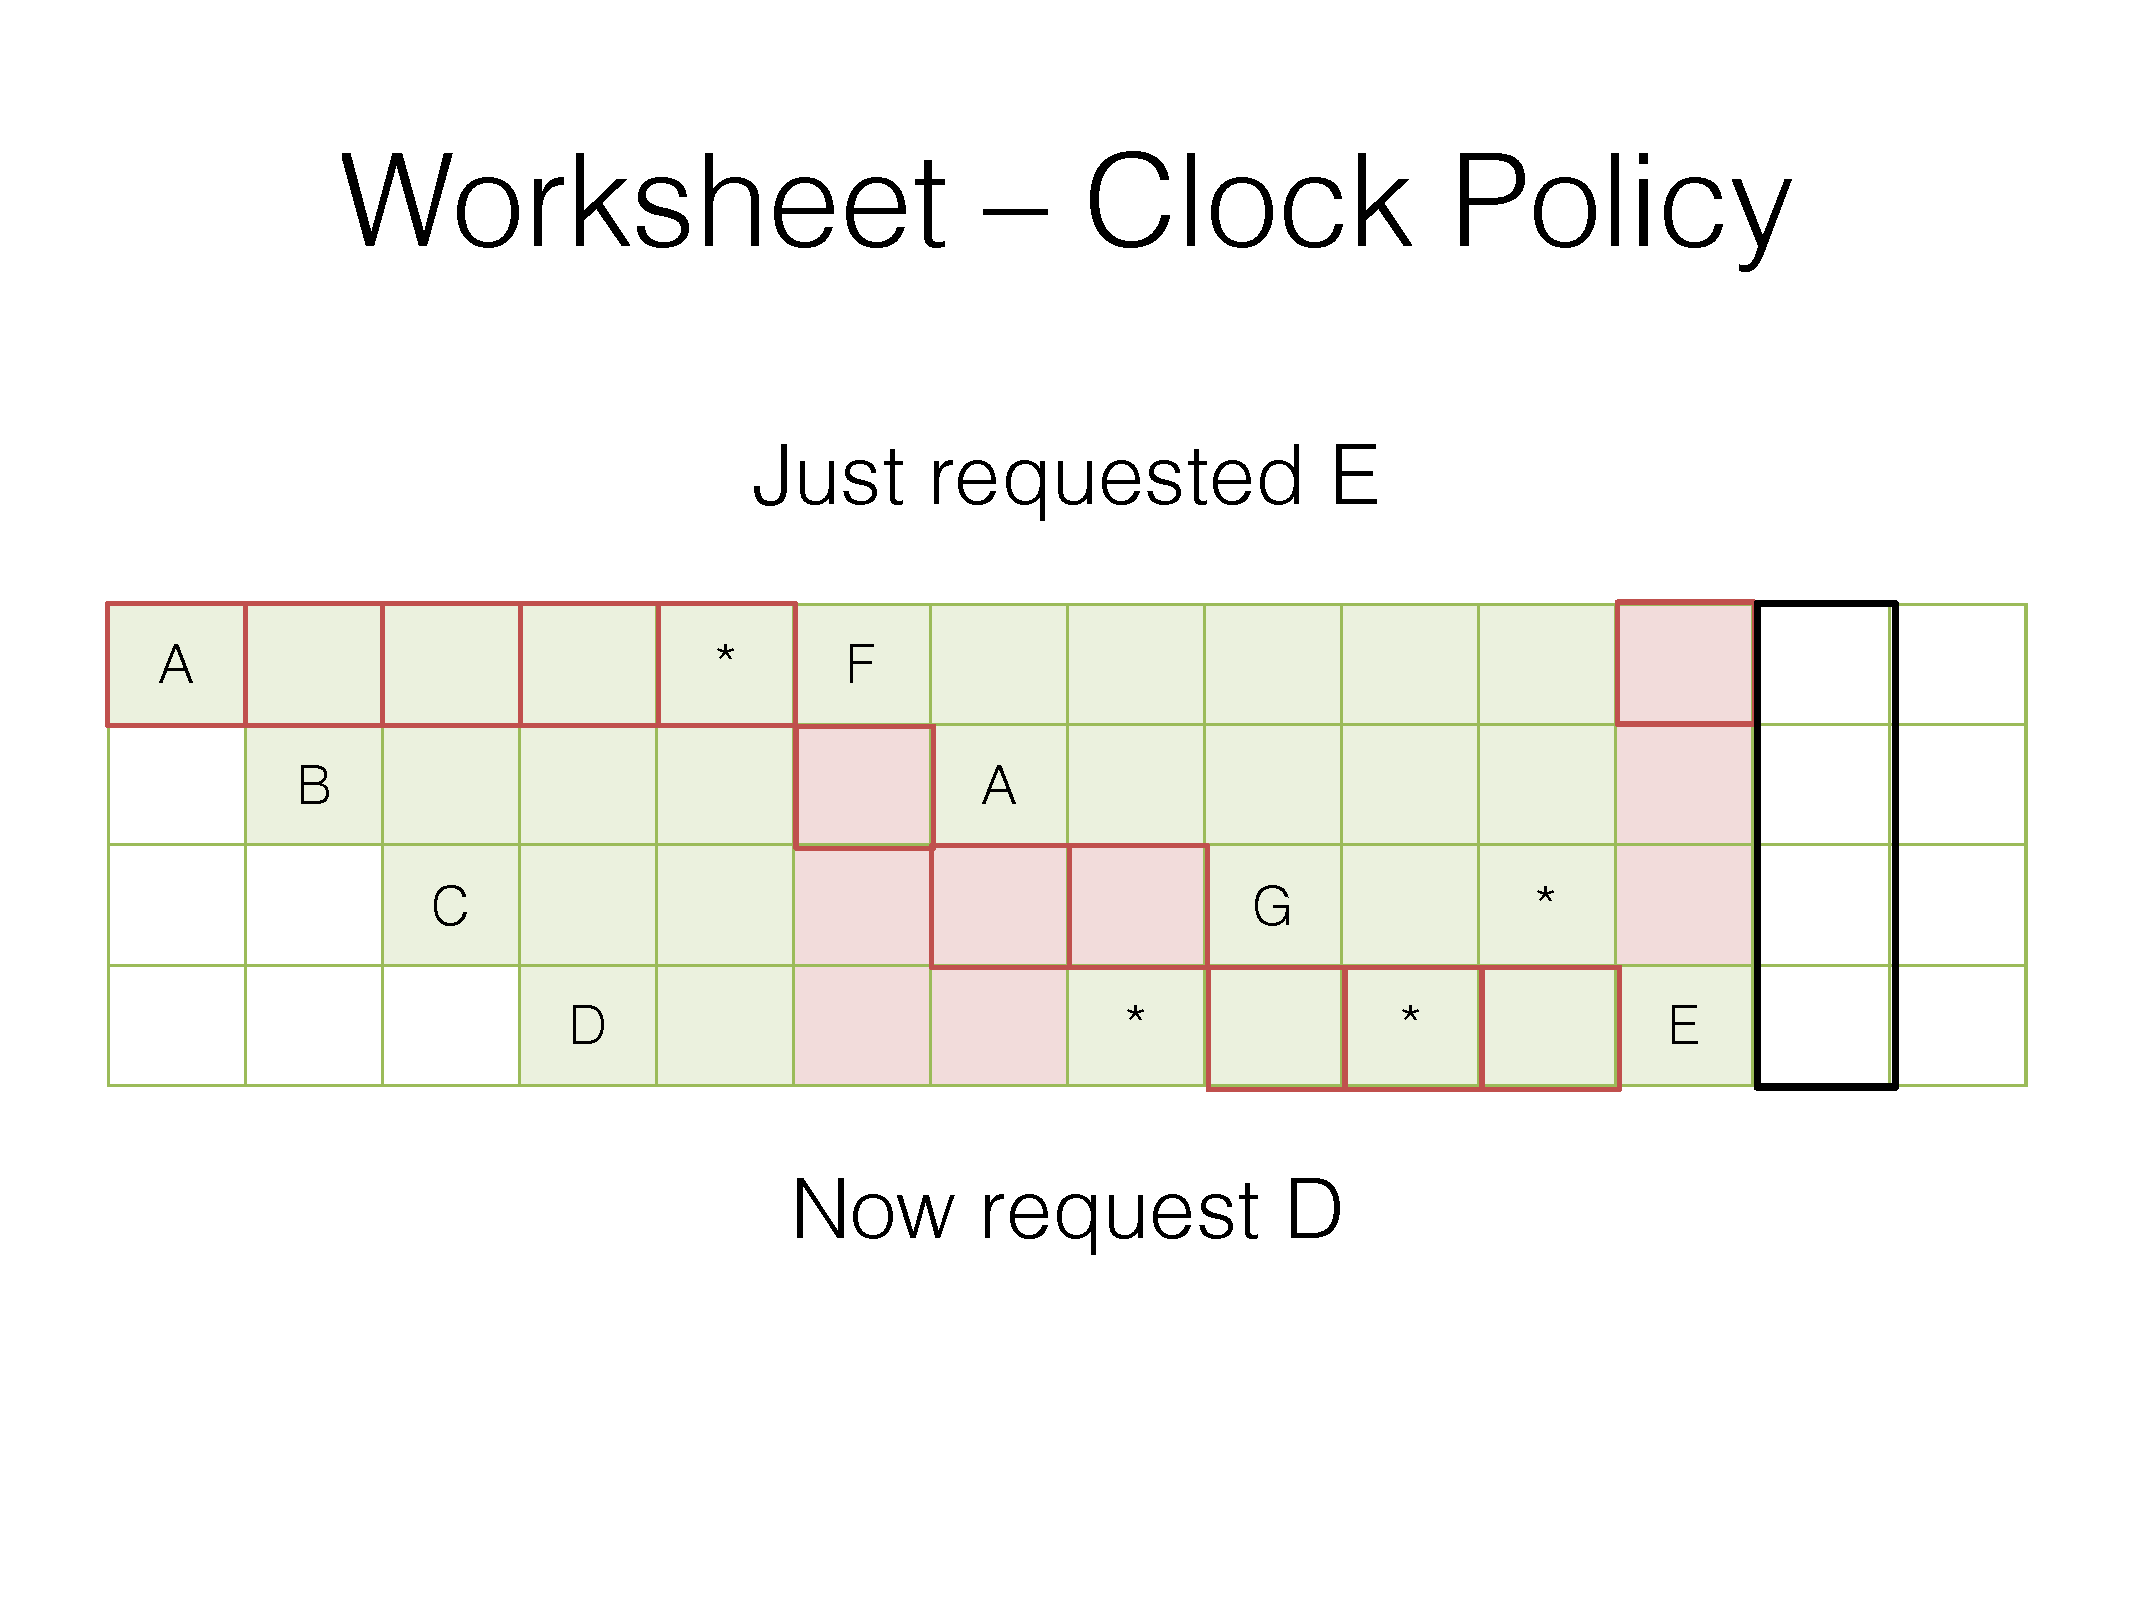 Worksheet – Clock Policy
Just requested E
A * F
B A
C G *
D * * E
Now request D